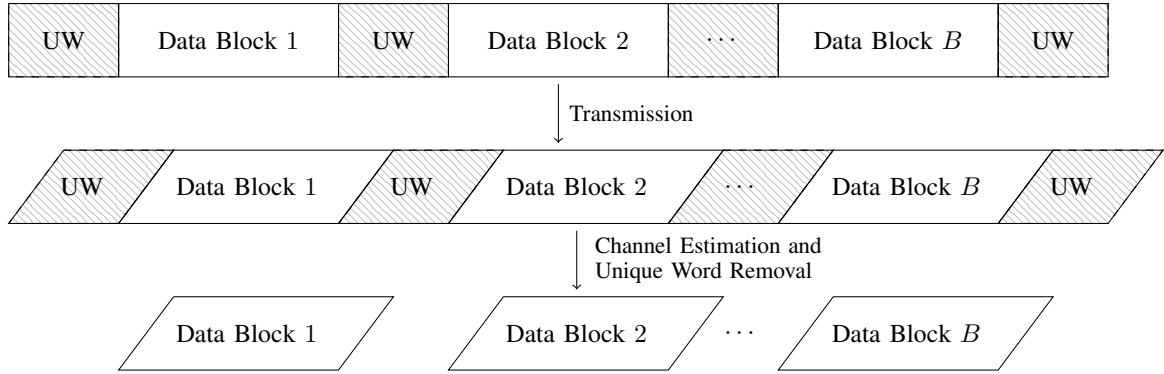 UW Data Block 1 UW Data Block 2 ··· Data Block B UW
Transmission
UW Data Block 1 UW Data Block 2 ··· Data Block B UW
Channel Estimation and
Unique Word Removal
Data Block 1 Data Block 2 ··· Data Block B